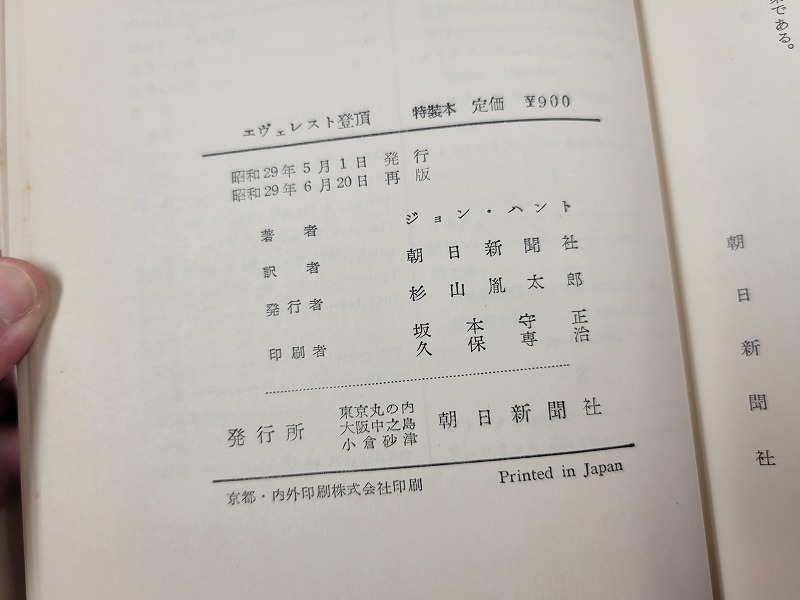 エヴェレスト登頂 特装本 定価 ¥900
昭和29年5月1日 発行
昭和29年6月20日 再版
著者 ジョン・ハント
訳者 朝日新聞社
発行者 杉山胤太郎
印刷者 坂本守正
久保専治
発行所 東京丸の内
大阪中之島
小倉砂津
朝日新聞社
京都・内外印刷株式会社印刷 Printed in Japan
である。
朝日新聞社